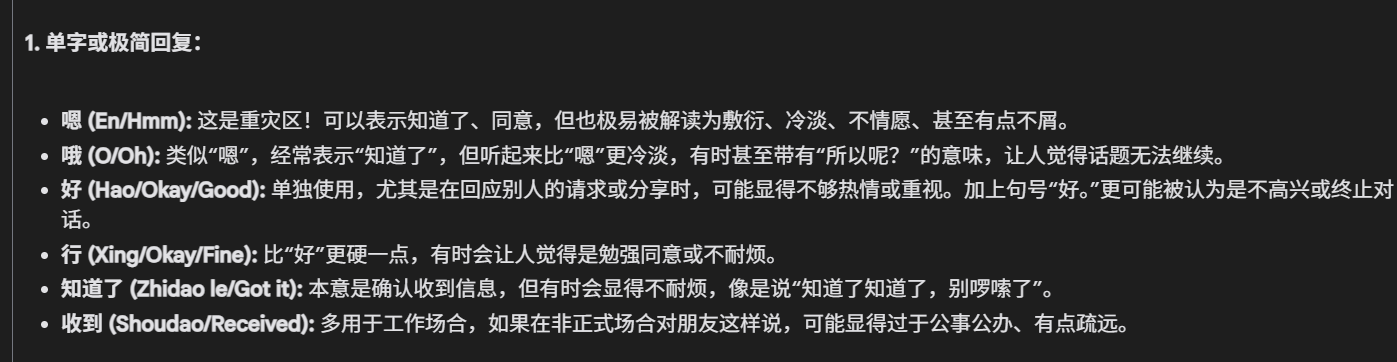 1. 单字或极简回复：
• 嗯 (En/Hmm): 这是重灾区！可以表示知道了、同意，但也极易被解读为敷衍、冷淡、不情愿、甚至有点不屑。
• 哦 (O/Oh): 类似“嗯”，经常表示“知道了”，但听起来比“嗯”更冷淡，有时甚至带有“所以呢？”的意味，让人觉得话题无法继续。
• 好 (Hao/Okay/Good): 单独使用，尤其是在回应别人的请求或分享时，可能显得不够热情或重视。加上句号“好。”更可能被认为是不高兴或终止对
话。
• 行 (Xing/Okay/Fine): 比“好”更硬一点，有时会让人觉得是勉强同意或不耐烦。
• 知道了 (Zhidao le/Got it): 本意是确认收到信息，但有时会显得不耐烦，像是说“知道了知道了，别啰嗦了”。
• 收到 (Shoudao/Received): 多用于工作场合，如果在非正式场合对朋友这样说，可能显得过于公事公办、有点疏远。